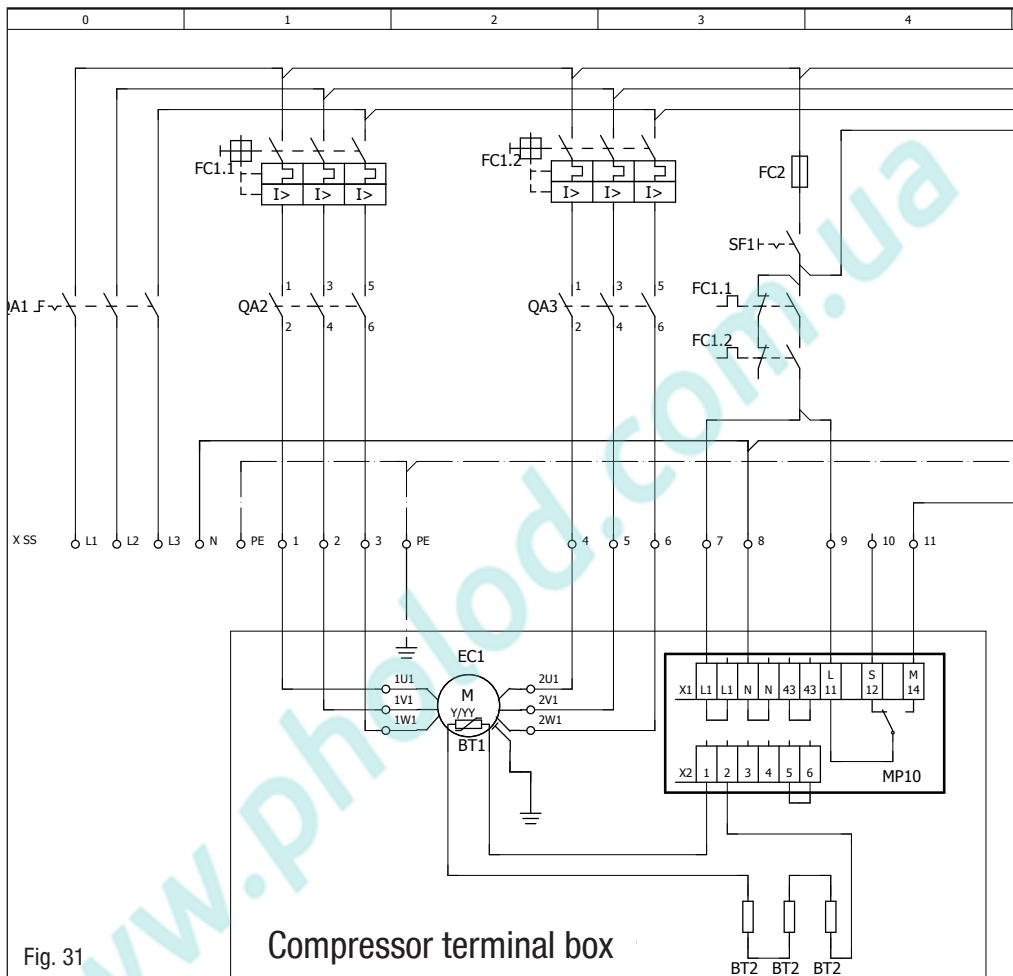 0 1 2 3 4
FC1.1
I> I> I>
FC1.2
I> I> I>
FC2
SF1
QA1
QA2
1 3 5
2 4 6
QA3
1 3 5
2 4 6
FC1.1
FC1.2
X SS L1 L2 L3 N PE 1 2 3 PE 4 5 6 7 8 9 10 11
EC1
M
Y/YY
BT1
1U1
1V1
1W1
2U1
2V1
2W1
X1 L1 L1 N N 43 43 L 11 S 12 M 14
X2 1 2 3 4 5 6
MP10
BT2 BT2 BT2
Compressor terminal box
Fig. 31
www.pholod.com.ua